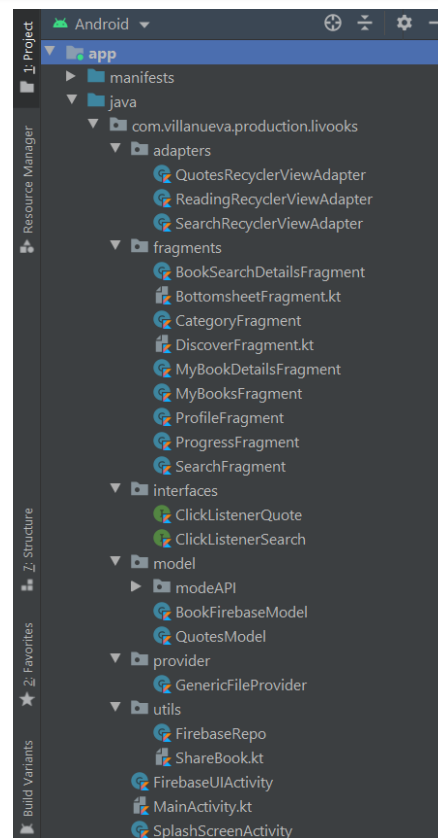 Android
app
manifests
java
com.villanueva.production.livooks
adapters
QuotesRecyclerViewAdapter
ReadingRecyclerViewAdapter
SearchRecyclerViewAdapter
fragments
BookSearchDetailsFragment
BottomsheetFragment.kt
CategoryFragment
DiscoverFragment.kt
MyBookDetailsFragment
MyBooksFragment
ProfileFragment
ProgressFragment
SearchFragment
interfaces
ClickListenerQuote
ClickListenerSearch
model
modeAPI
BookFirebaseModel
QuotesModel
provider
GenericFileProvider
utils
FirebaseRepo
ShareBook.kt
FirebaseUIActivity
MainActivity.kt
SplashScreenActivity
1: Project
Resource Manager
7: Structure
2: Favorites
Build Variants